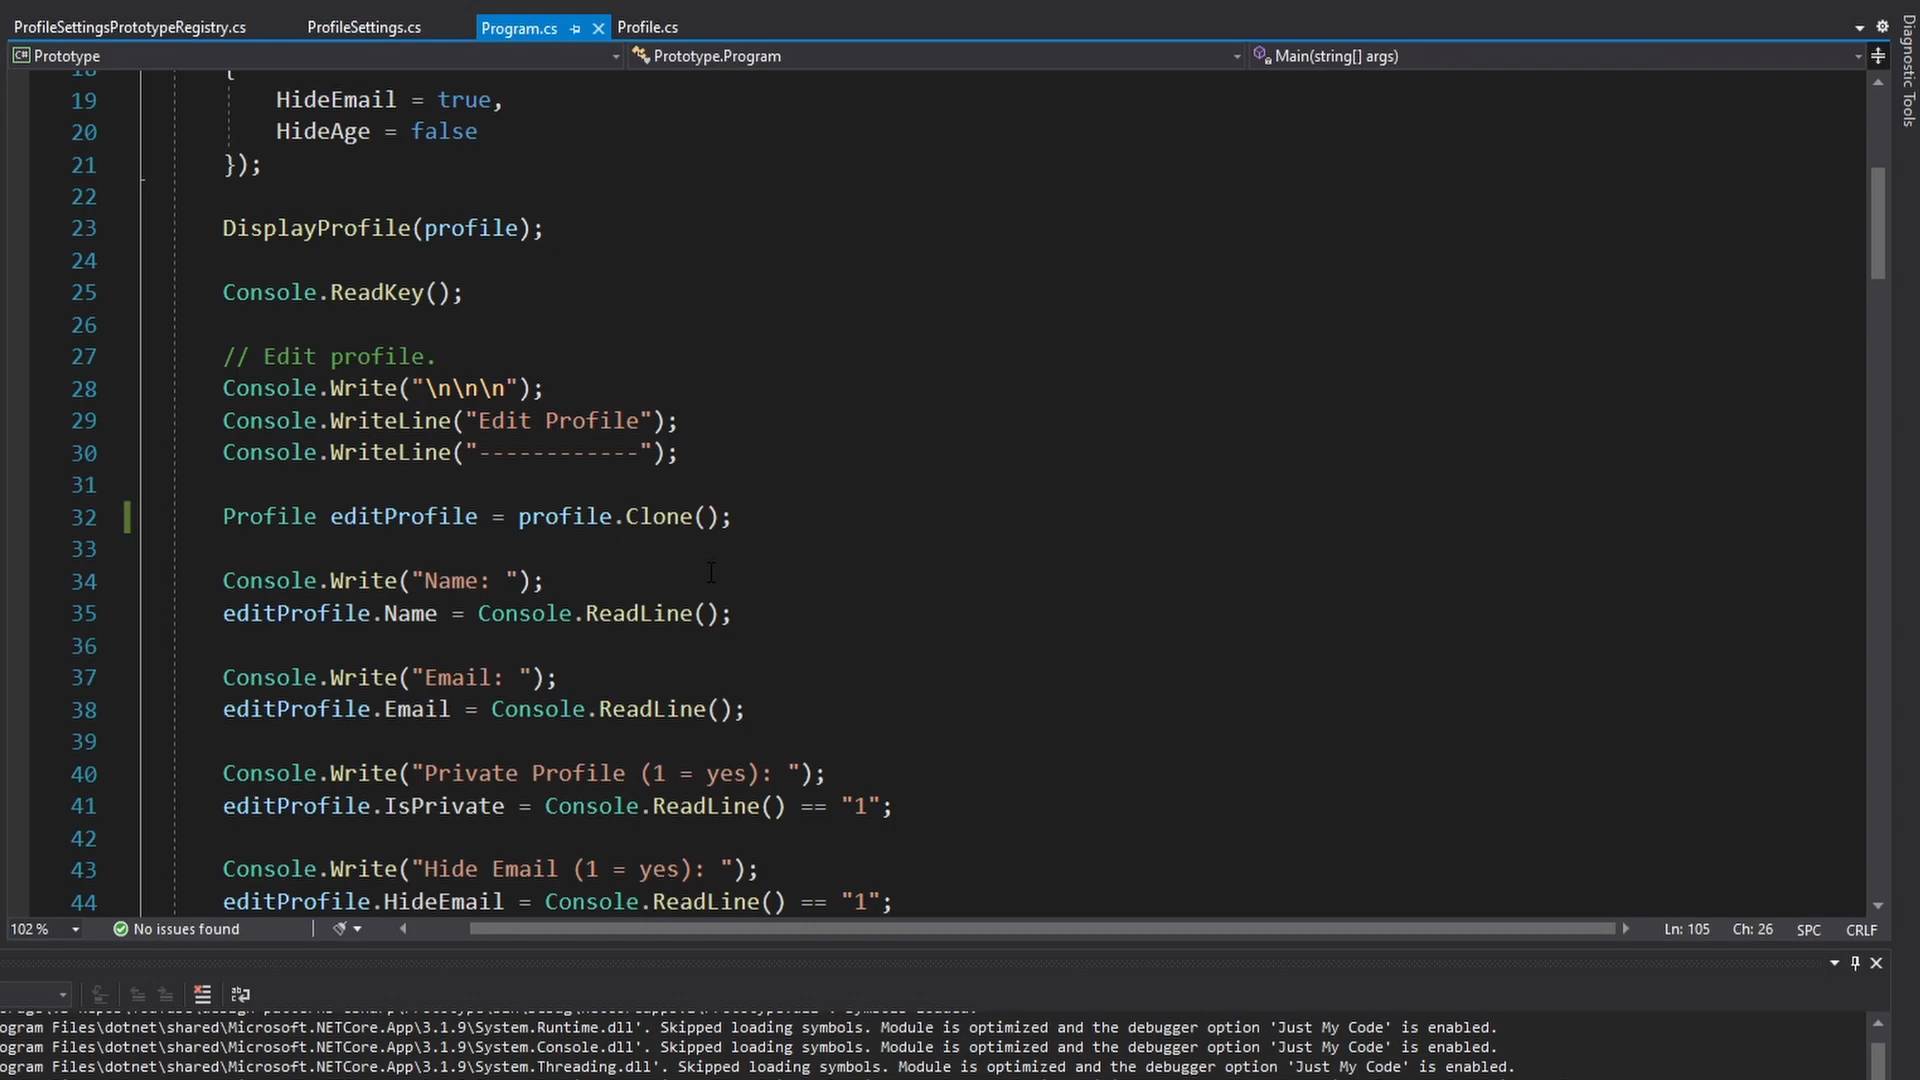 ProfileSettingsPrototypeRegistry.cs ProfileSettings.cs Program.cs Profile.cs
Diagnostic Tools
C# Prototype Prototype.Program Main(string[] args)
18 {
19 HideEmail = true,
20 HideAge = false
21 });
22
23 DisplayProfile(profile);
24
25 Console.ReadKey();
26
27 // Edit profile.
28 Console.Write("\n\n\n");
29 Console.WriteLine("Edit Profile");
30 Console.WriteLine("------------");
31
32 Profile editProfile = profile.Clone();
33
34 Console.Write("Name: ");
35 editProfile.Name = Console.ReadLine();
36
37 Console.Write("Email: ");
38 editProfile.Email = Console.ReadLine();
39
40 Console.Write("Private Profile (1 = yes): ");
41 editProfile.IsPrivate = Console.ReadLine() == "1";
42
43 Console.Write("Hide Email (1 = yes): ");
44 editProfile.HideEmail = Console.ReadLine() == "1";
102 % No issues found Ln: 105 Ch: 26 SPC CRLF
ogram Files\dotnet\shared\Microsoft.NETCore.App\3.1.9\System.Runtime.dll'. Skipped loading symbols. Module is optimized and the debugger option 'Just My Code' is enabled.
ogram Files\dotnet\shared\Microsoft.NETCore.App\3.1.9\System.Console.dll'. Skipped loading symbols. Module is optimized and the debugger option 'Just My Code' is enabled.
ogram Files\dotnet\shared\Microsoft.NETCore.App\3.1.9\System.Threading.dll'. Skipped loading symbols. Module is optimized and the debugger option 'Just My Code' is enabled.